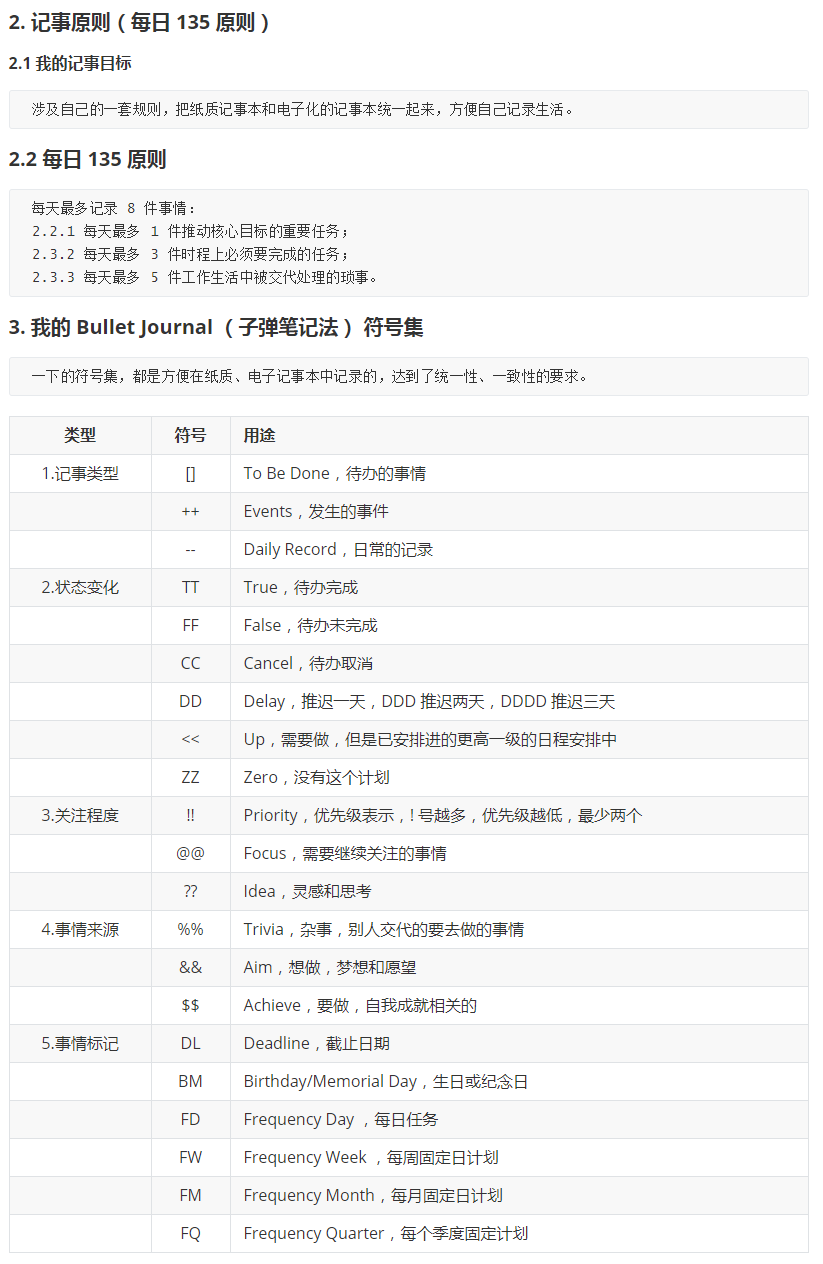 2. 记事原则（每日 135 原则）
2.1 我的记事目标
涉及自己的一套规则，把纸质记事本和电子化的记事本统一起来，方便自己记录生活。
2.2 每日 135 原则
每天最多记录 8 件事情：
2.2.1 每天最多 1 件推动核心目标的重要任务；
2.3.2 每天最多 3 件时程上必须要完成的任务；
2.3.3 每天最多 5 件工作生活中被交代处理的琐事。
3. 我的 Bullet Journal （子弹笔记法） 符号集
一下的符号集，都是方便在纸质、电子记事本中记录的，达到了统一性、一致性的要求。
类型 符号 用途
1.记事类型 [] To Be Done，待办的事情
++ Events，发生的事件
-- Daily Record，日常的记录
2.状态变化 TT True，待办完成
FF False，待办未完成
CC Cancel，待办取消
DD Delay，推迟一天，DDD 推迟两天，DDDD 推迟三天
<< Up，需要做，但是已安排进的更高一级的日程安排中
ZZ Zero，没有这个计划
3.关注程度 !! Priority，优先级表示，! 号越多，优先级越低，最少两个
@@ Focus，需要继续关注的事情
?? Idea，灵感和思考
4.事情来源 %% Trivia，杂事，别人交代的要去做的事情
&& Aim，想做，梦想和愿望
$$ Achieve，要做，自我成就相关的
5.事情标记 DL Deadline，截止日期
BM Birthday/Memorial Day，生日或纪念日
FD Frequency Day ，每日任务
FW Frequency Week ，每周固定日计划
FM Frequency Month，每月固定日计划
FQ Frequency Quarter，每个季度固定计划